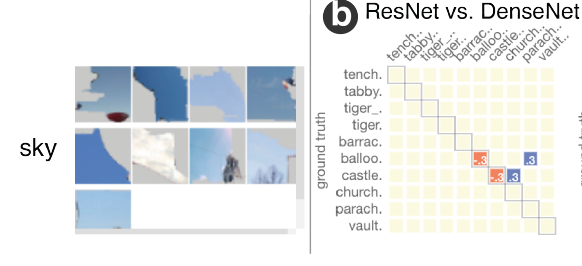 sky
b ResNet vs. DenseNet
tench..
tabby..
tiger_..
tiger..
barrac..
balloo..
castle..
church..
parach..
vault..
ground truth
tench.
tabby.
tiger_.
tiger.
barrac.
balloo. -.3 .3
castle. -.3 .3
church.
parach.
vault.